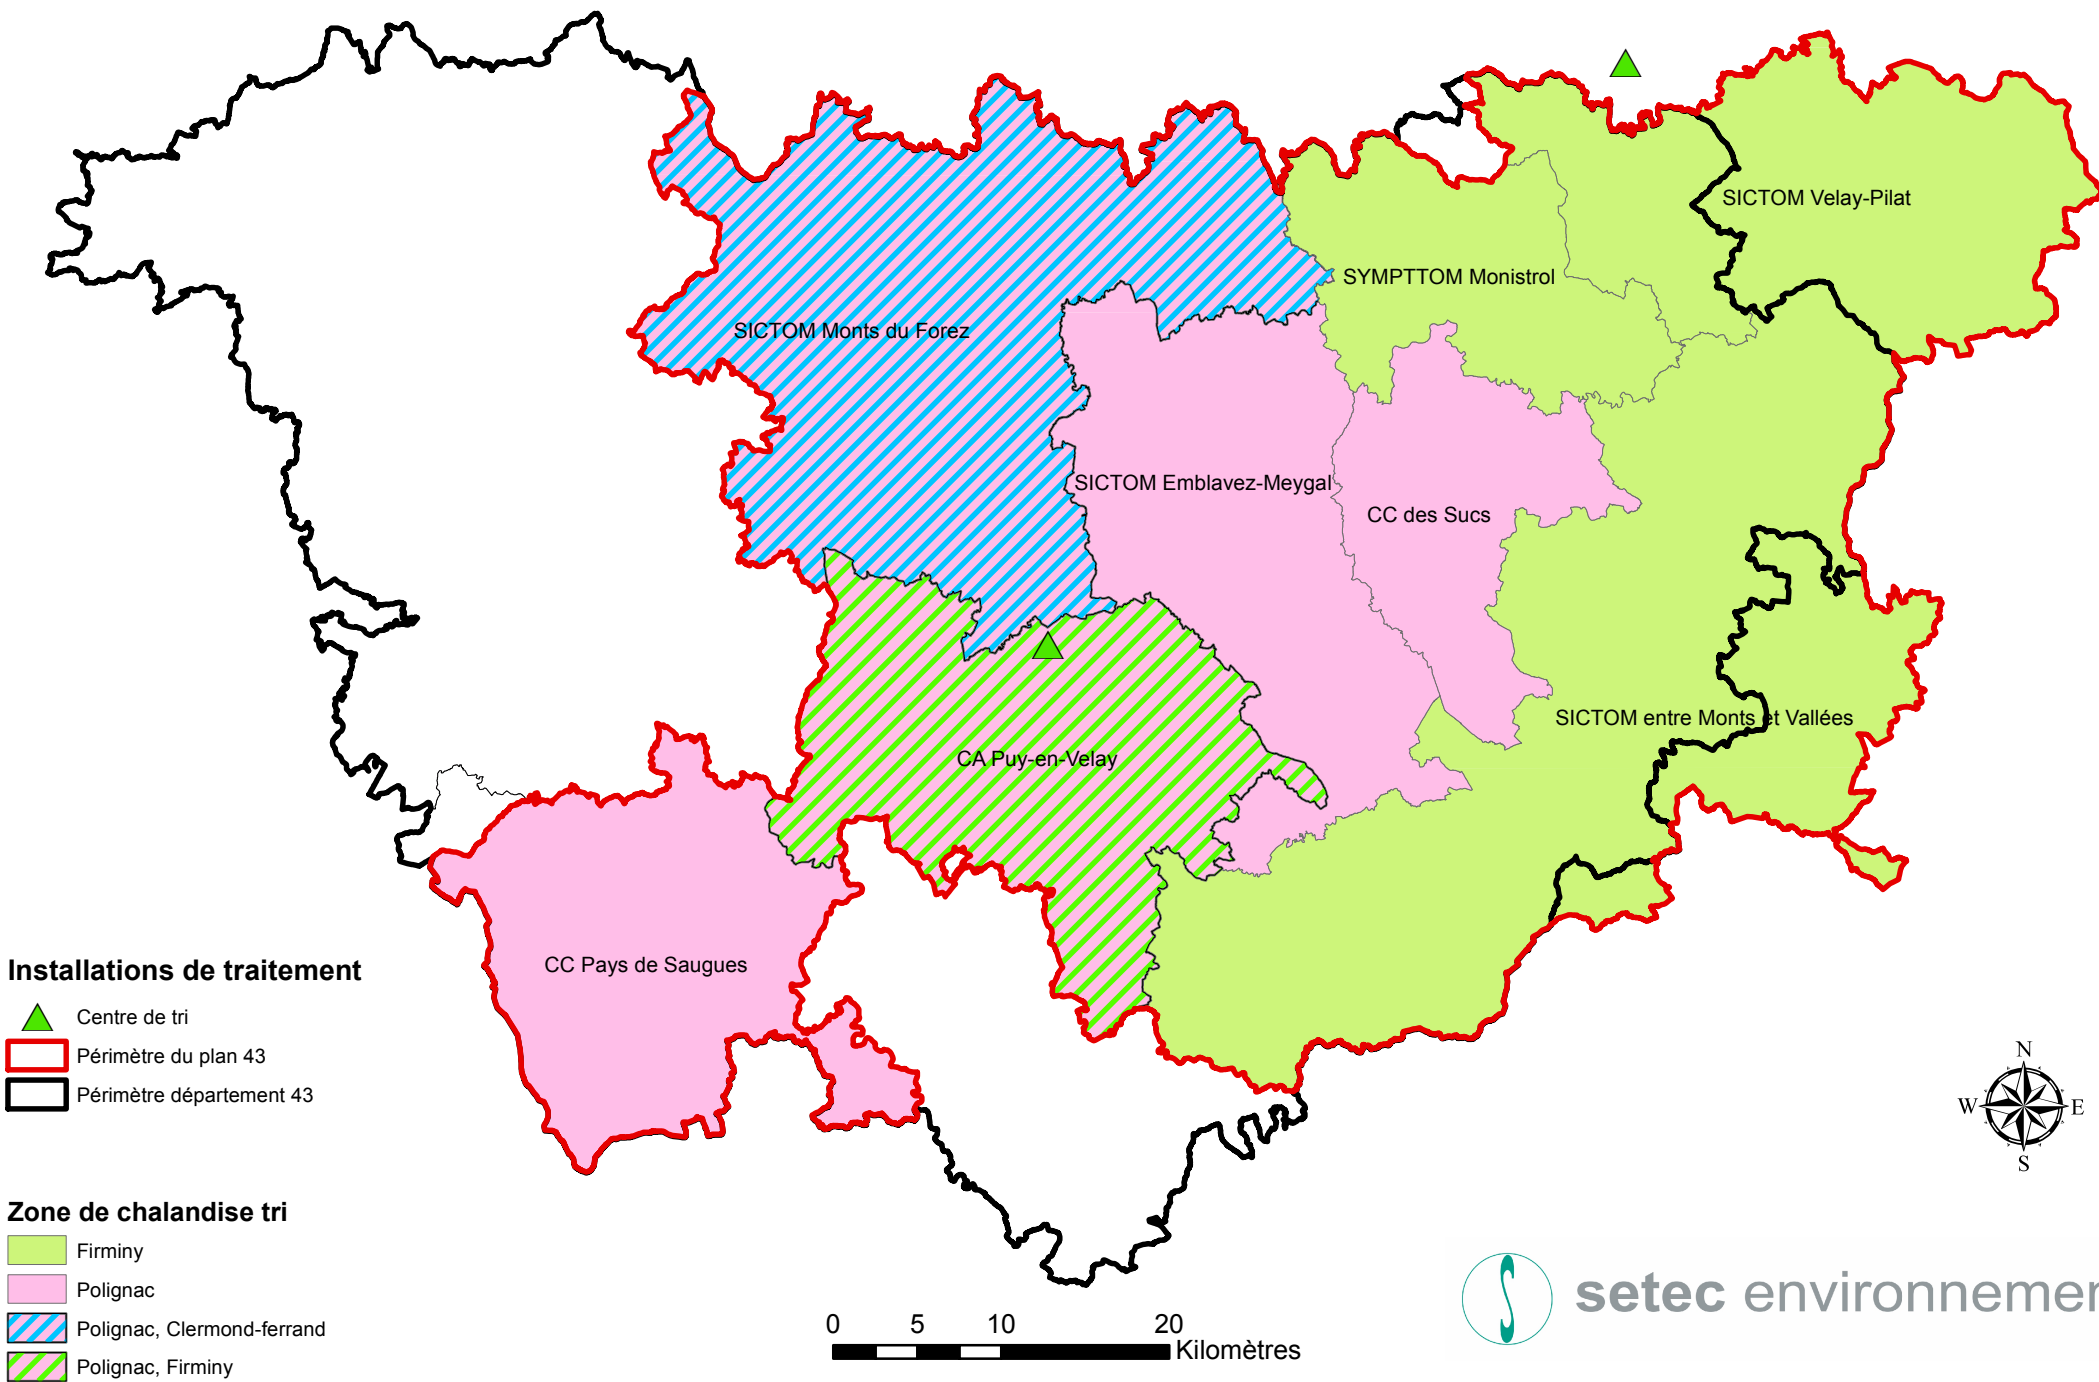 SICTOM Velay-Pilat
SYMPTTOM Monistrol
SICTOM Monts du Forez
SICTOM Emblavez-Meygal
CC des Sucs
SICTOM entre Monts et Vallées
CA Puy-en-Velay
CC Pays de Saugues
Installations de traitement
Centre de tri
Périmètre du plan 43
Périmètre département 43
N
W E
S
Zone de chalandise tri
Firminy
Polignac
Polignac, Clermond-ferrand
Polignac, Firminy
0 5 10 20
Kilomètres
setec environnemen